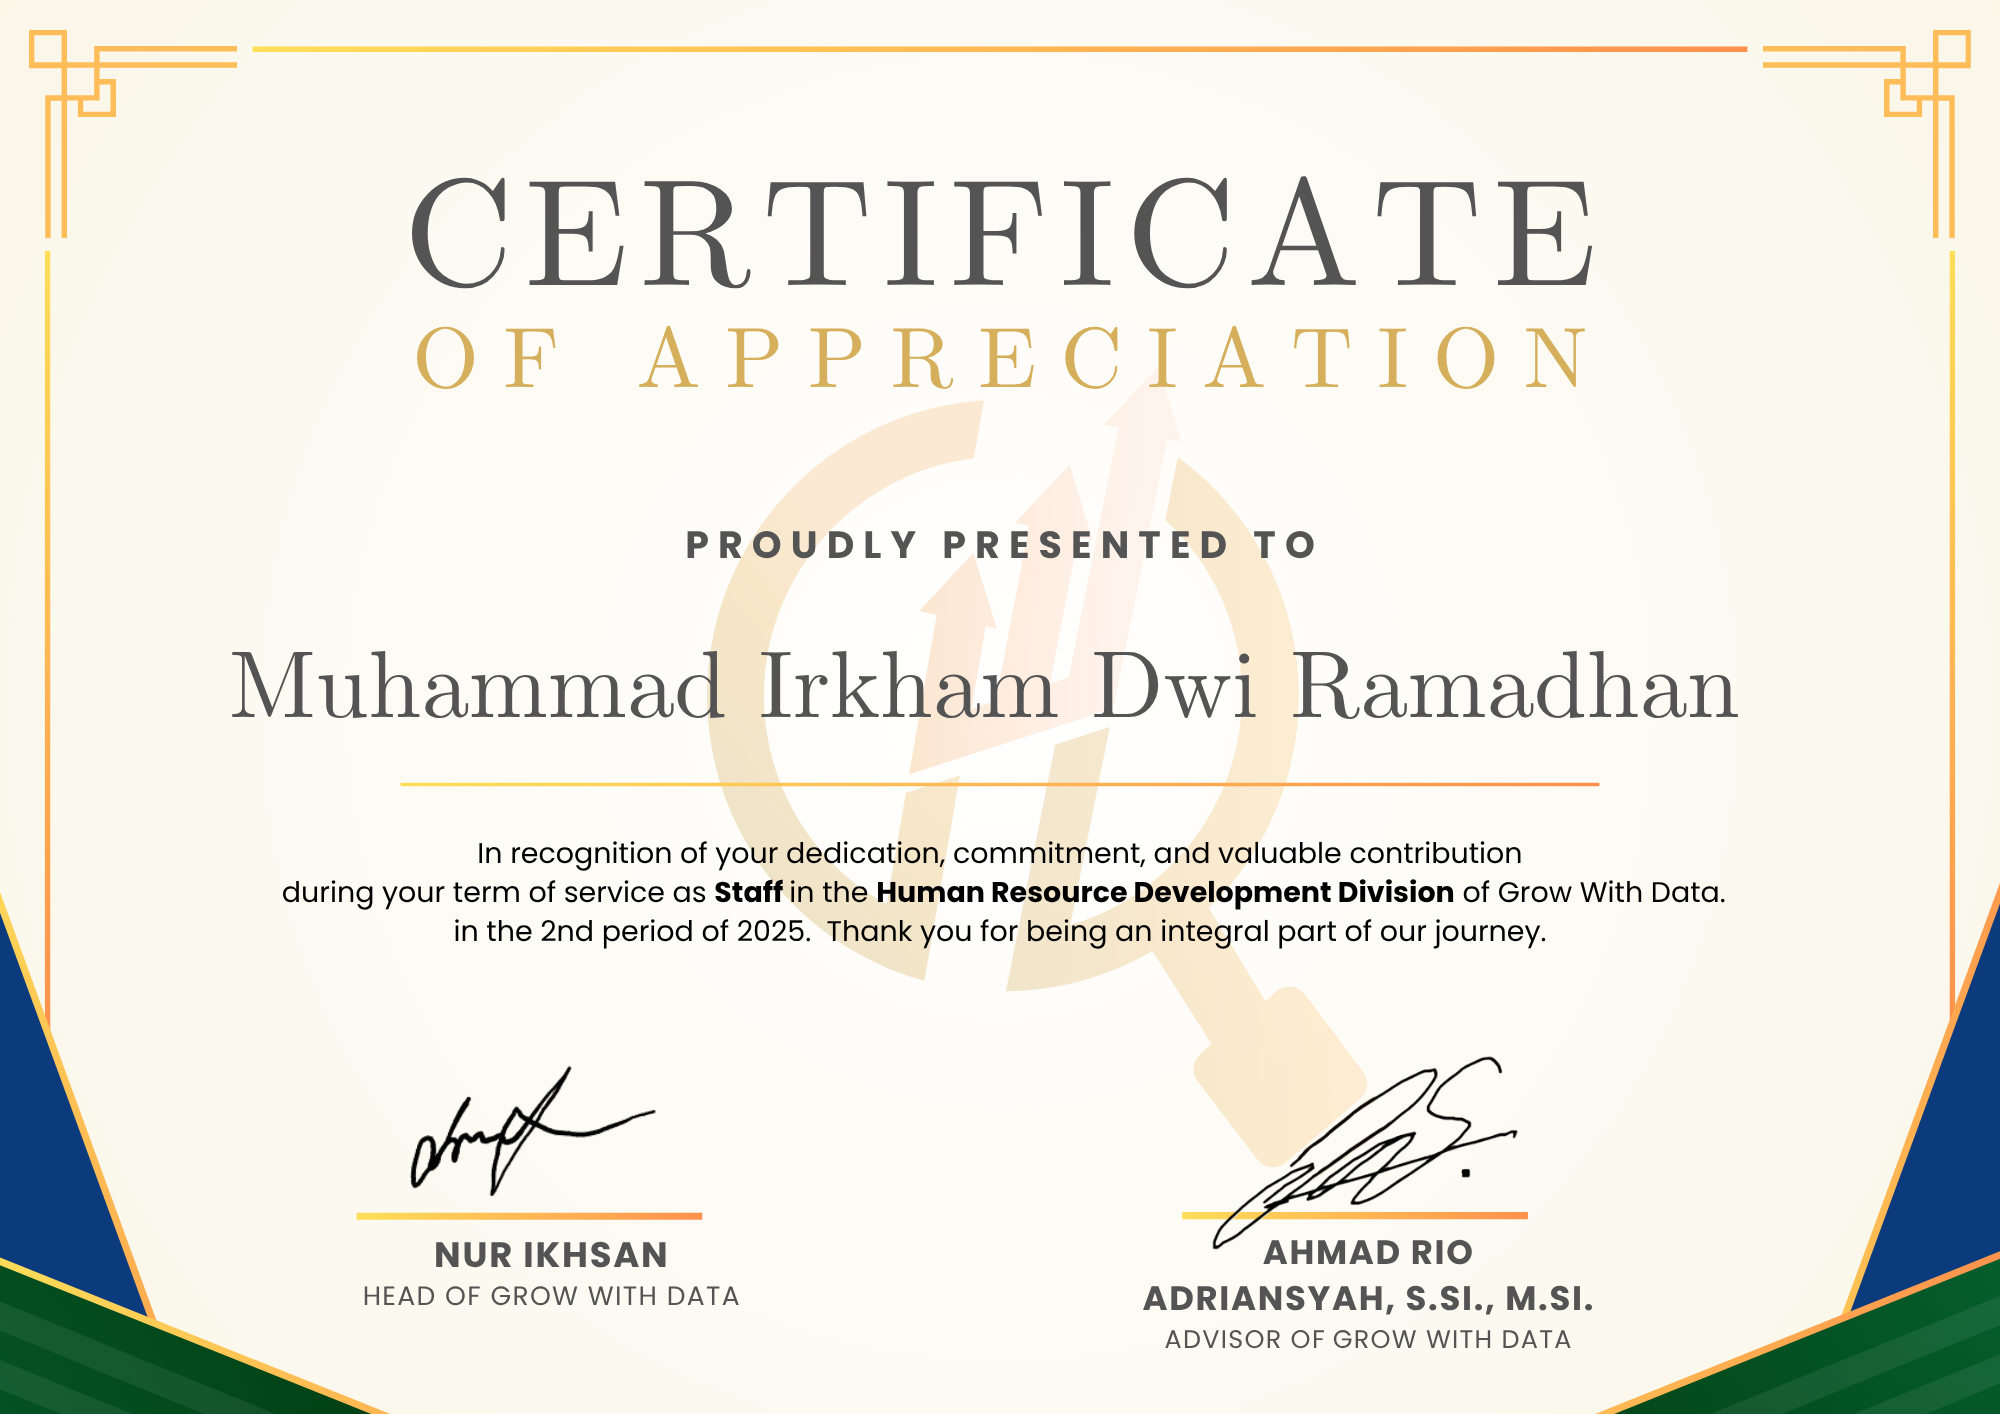 CERTIFICATE
OF APPRECIATION
PROUDLY PRESENTED TO
Muhammad Irkham Dwi Ramadhan
In recognition of your dedication, commitment, and valuable contribution
during your term of service as Staff in the Human Resource Development Division of Grow With Data.
in the 2nd period of 2025. Thank you for being an integral part of our journey.
NUR IKHSAN
HEAD OF GROW WITH DATA
AHMAD RIO
ADRIANSYAH, S.SI., M.SI.
ADVISOR OF GROW WITH DATA